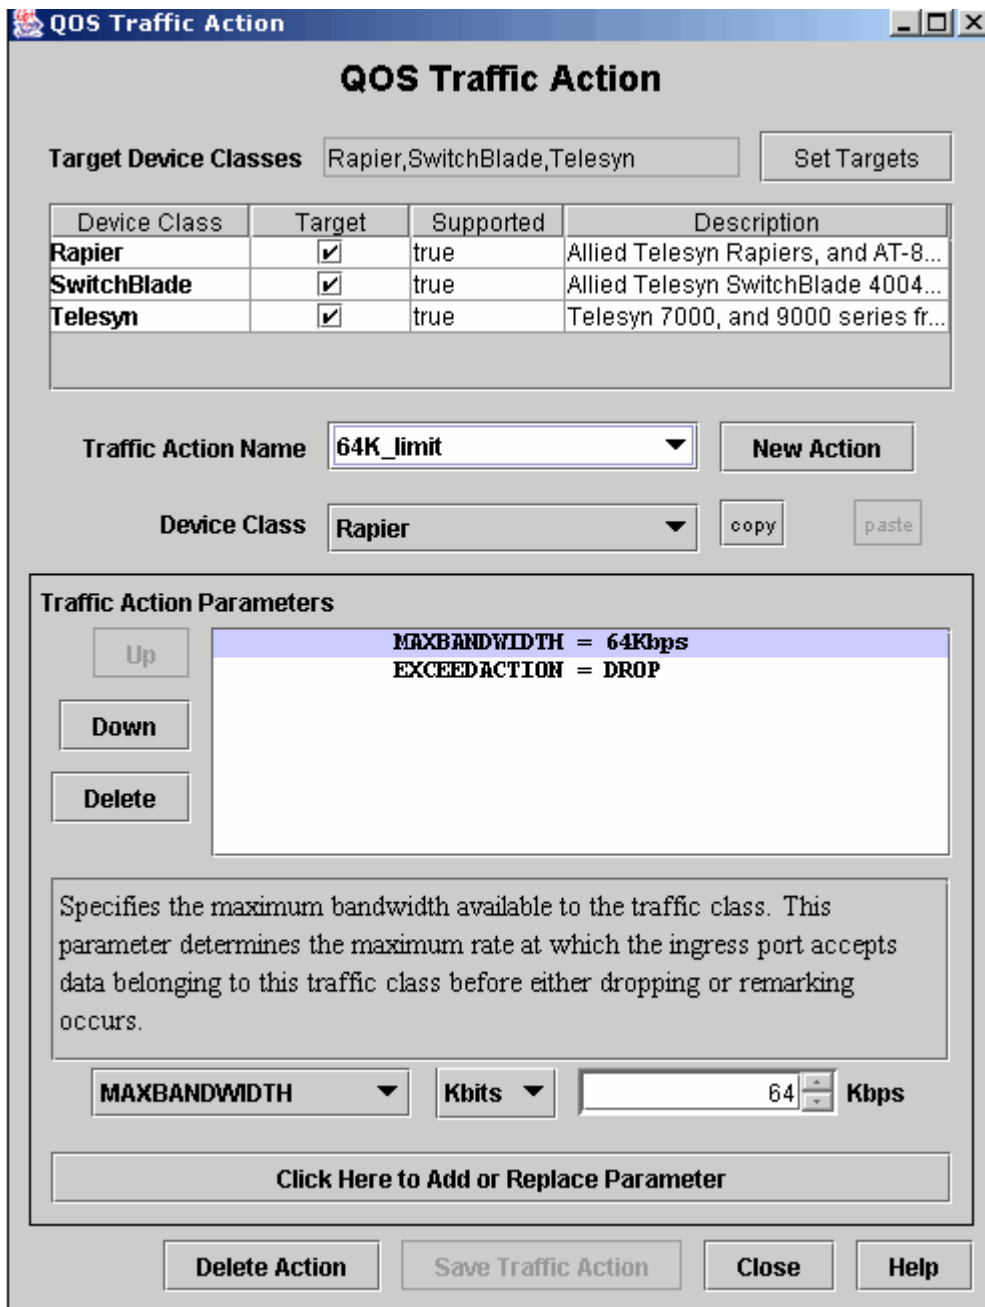 QOS Traffic Action
QOS Traffic Action
Target Device Classes Rapier,SwitchBlade,Telesyn Set Targets
Device Class Target Supported Description
Rapier true Allied Telesyn Rapiers, and AT-8...
SwitchBlade true Allied Telesyn SwitchBlade 4004...
Telesyn true Telesyn 7000, and 9000 series fr...
Traffic Action Name 64K_limit New Action
Device Class Rapier copy paste
Traffic Action Parameters
Up MAXBANDWIDTH = 64Kbps
EXCEEDACTION = DROP
Down
Delete
Specifies the maximum bandwidth available to the traffic class. This
parameter determines the maximum rate at which the ingress port accepts
data belonging to this traffic class before either dropping or remarking
occurs.
MAXBANDWIDTH Kbits 64 Kbps
Click Here to Add or Replace Parameter
Delete Action Save Traffic Action Close Help